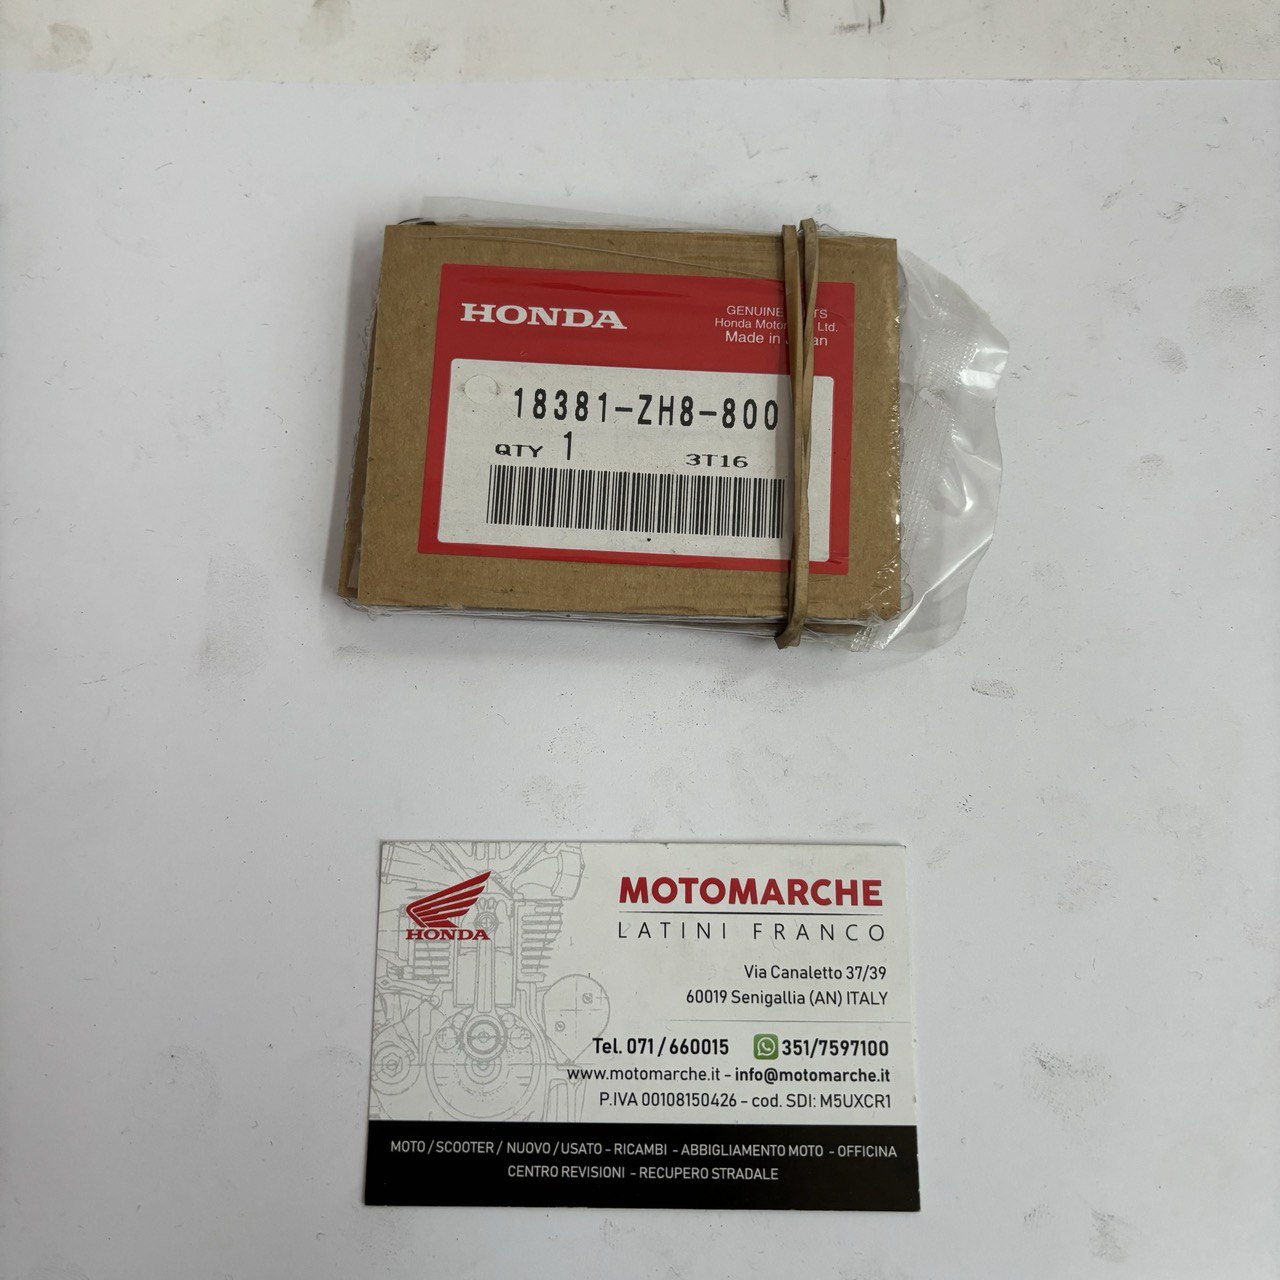 HONDA
GENUINE
Honda Motor Ltd.
Made in
18381-ZH8-800
QTY 1
3T16
HONDA
MOTOMARCHE
LATINI FRANCO
Via Canaletto 37/39
60019 Senigallia (AN) ITALY
Tel. 071 / 660015 351/7597100
www.motomarche.it - info@motomarche.it
P.IVA 00108150426 - cod. SDI: M5UXCR1
MOTO / SCOOTER / NUOVO / USATO - RICAMBI - ABBIGLIAMENTO MOTO - OFFICINA
CENTRO REVISIONI - RECUPERO STRADALE